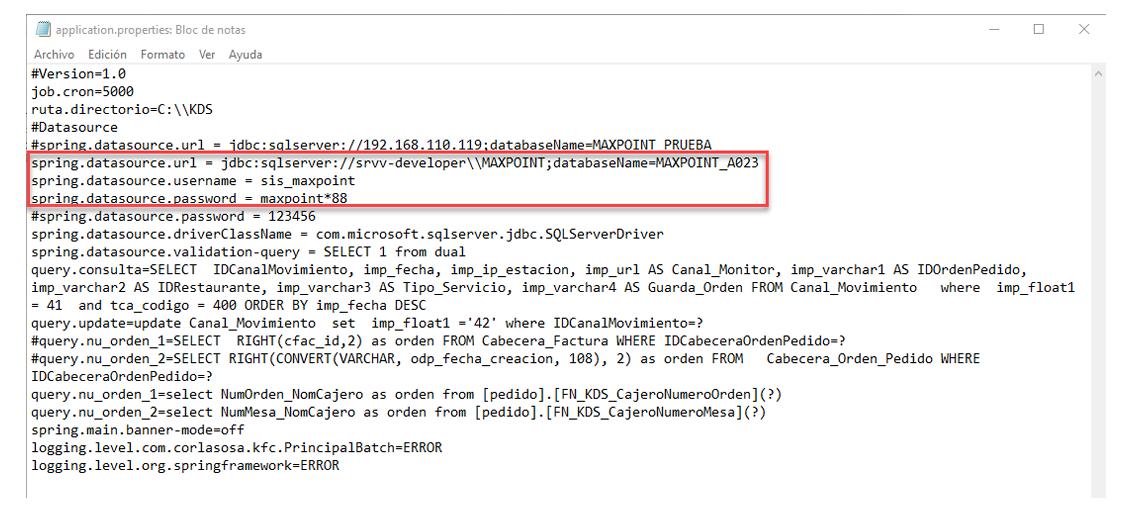 application.properties: Bloc de notas
Archivo Edición Formato Ver Ayuda
#Version=1.0
job.cron=5000
ruta.directorio=C:\\KDS
#Datasource
#spring.datasource.url = jdbc:sqlserver://192.168.110.119;databaseName=MAXPOINT_PRUEBA
spring.datasource.url = jdbc:sqlserver://srvv-developer\\MAXPOINT;databaseName=MAXPOINT_A023
spring.datasource.username = sis_maxpoint
spring.datasource.password = maxpoint*88
#spring.datasource.password = 123456
spring.datasource.driverClassName = com.microsoft.sqlserver.jdbc.SQLServerDriver
spring.datasource.validation-query = SELECT 1 from dual
query.consulta=SELECT  IDCanalMovimiento, imp_fecha, imp_ip_estacion, imp_url AS Canal_Monitor, imp_varchar1 AS IDOrdenPedido,
imp_varchar2 AS IDRestaurante, imp_varchar3 AS Tipo_Servicio, imp_varchar4 AS Guarda_Orden FROM Canal_Movimiento   where  imp_float1
= 41  and tca_codigo = 400 ORDER BY imp_fecha DESC
query.update=update Canal_Movimiento  set  imp_float1 ='42' where IDCanalMovimiento=?
#query.nu_orden_1=SELECT  RIGHT(cfac_id,2) as orden FROM Cabecera_Factura WHERE IDCabeceraOrdenPedido=?
#query.nu_orden_2=SELECT RIGHT(CONVERT(VARCHAR, odp_fecha_creacion, 108), 2) as orden FROM   Cabecera_Orden_Pedido WHERE
IDCabeceraOrdenPedido=?
query.nu_orden_1=select NumOrden_NomCajero as orden from [pedido].[FN_KDS_CajeroNumeroOrden](?)
query.nu_orden_2=select NumMesa_NomCajero as orden from [pedido].[FN_KDS_CajeroNumeroMesa](?)
spring.main.banner-mode=off
logging.level.com.corlasosa.kfc.PrincipalBatch=ERROR
logging.level.org.springframework=ERROR